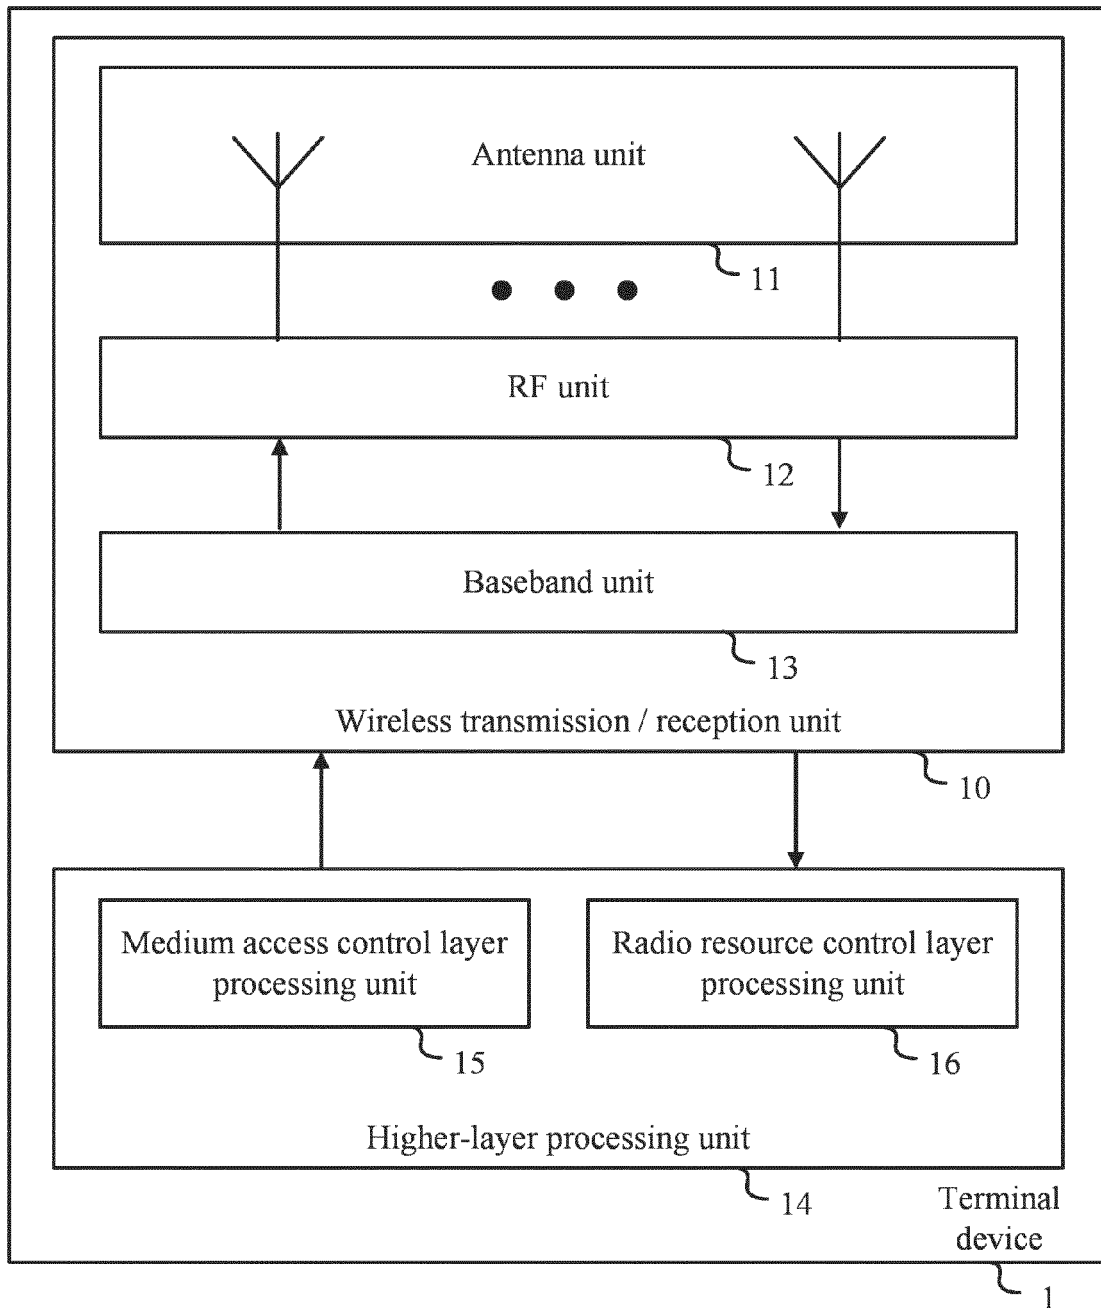 Antenna unit
11
RF unit
12
Baseband unit
13
Wireless transmission / reception unit
10
Medium access control layer
processing unit
15
Radio resource control layer
processing unit
16
Higher-layer processing unit
14
Terminal
device
1